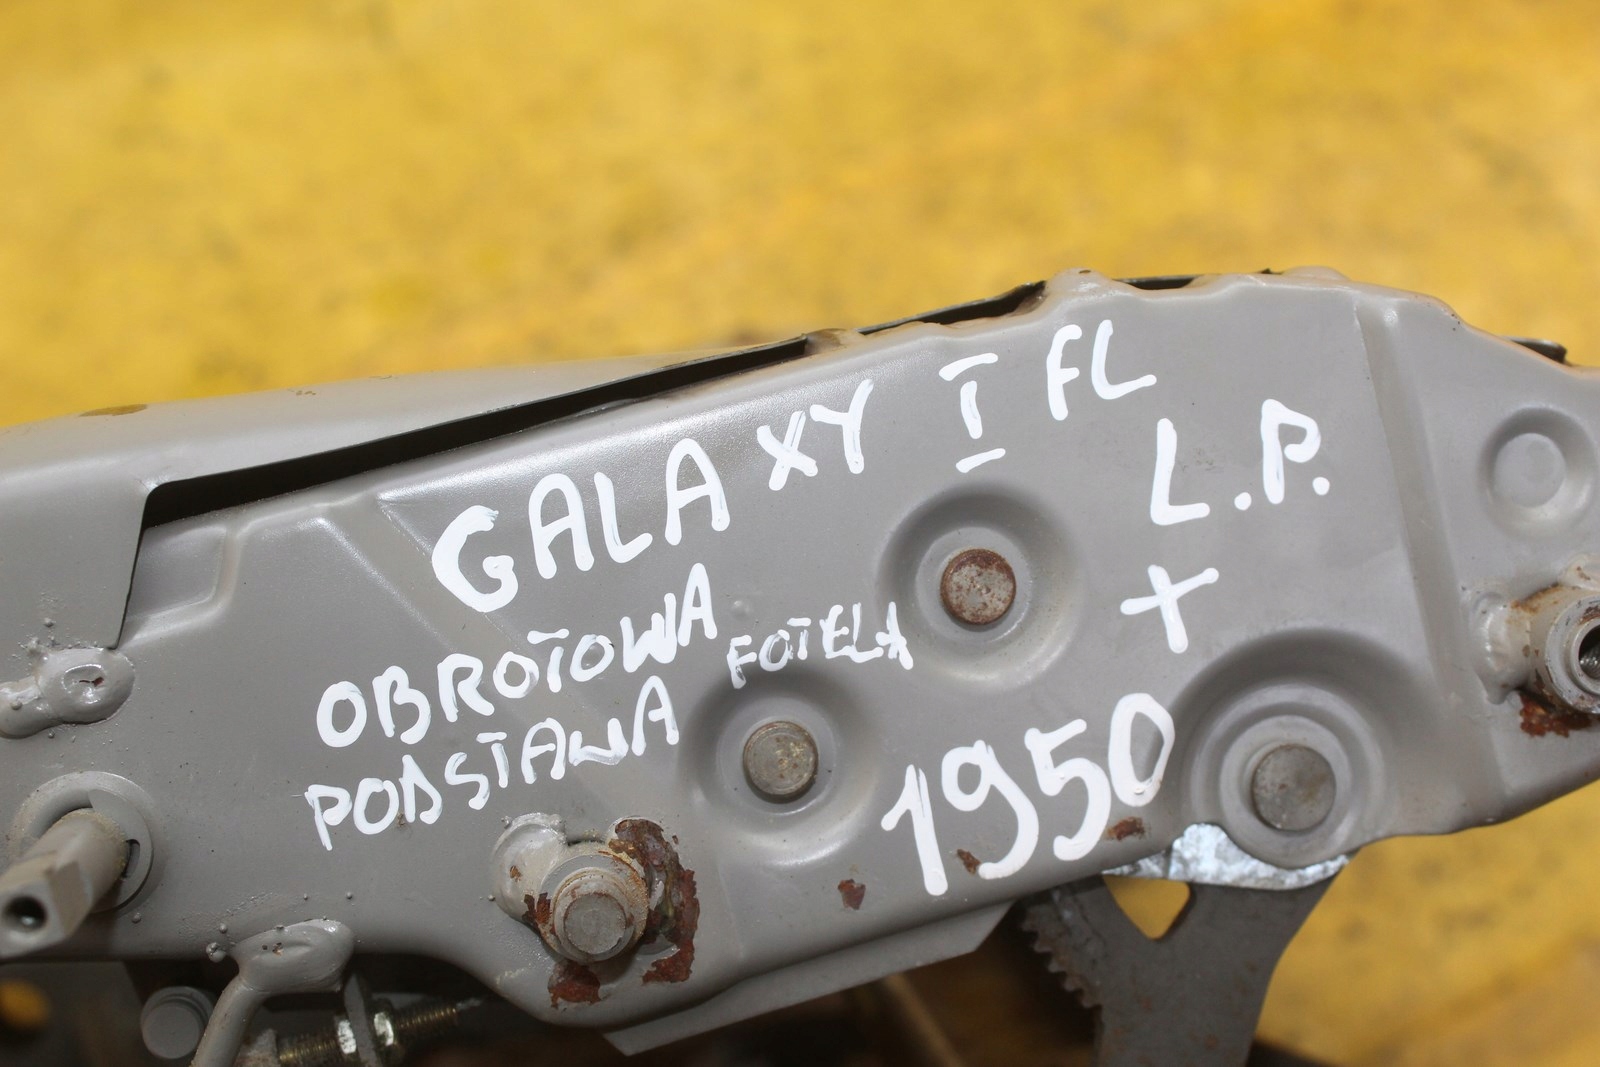 GALAXY I FL
L.P.
+
OBROTOWA
PODSTAWA FOTELA
1950